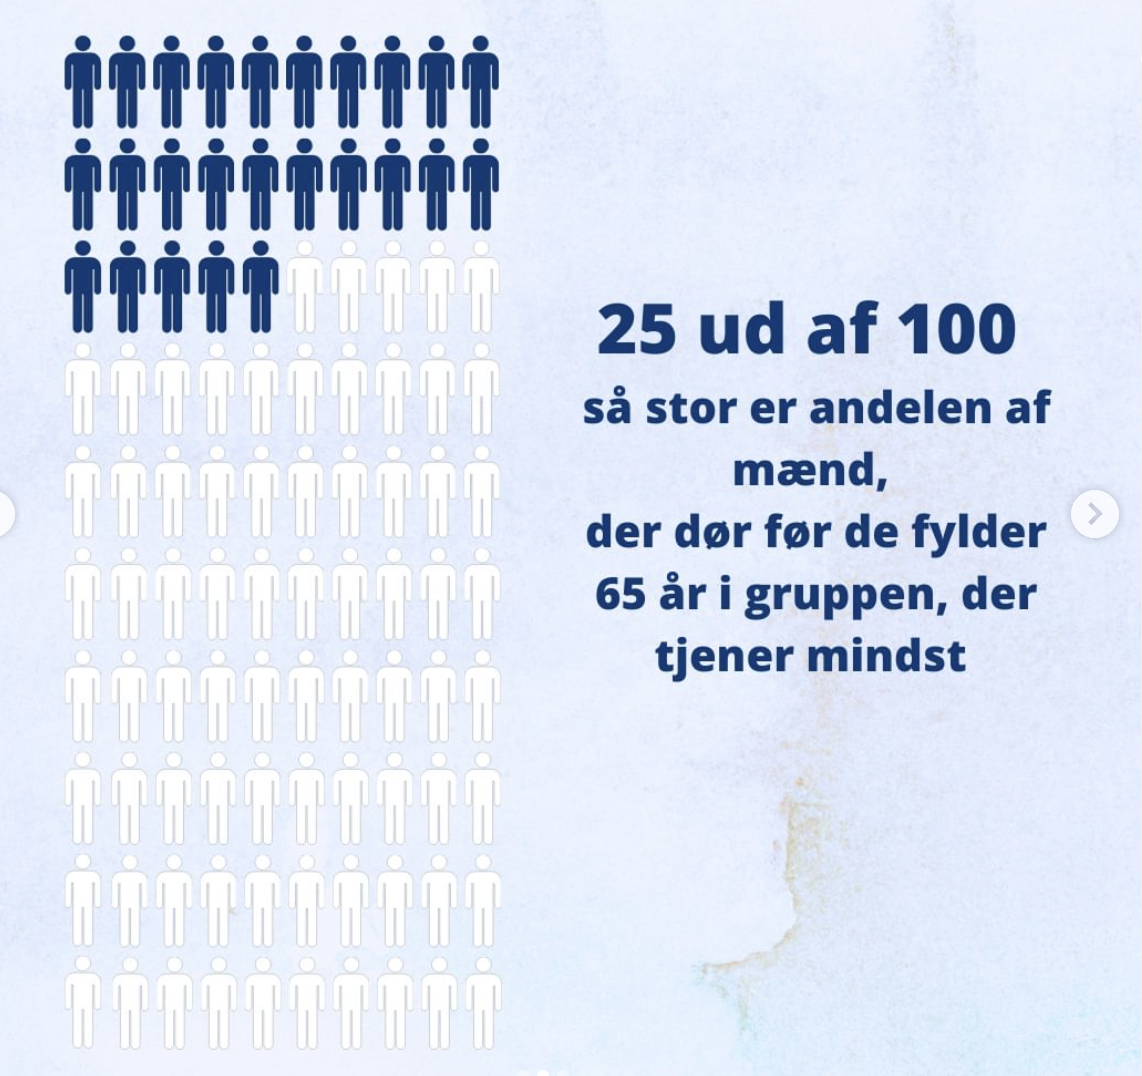 25 ud af 100
så stor er andelen af
mænd,
der dør før de fylder
65 år i gruppen, der
tjener mindst